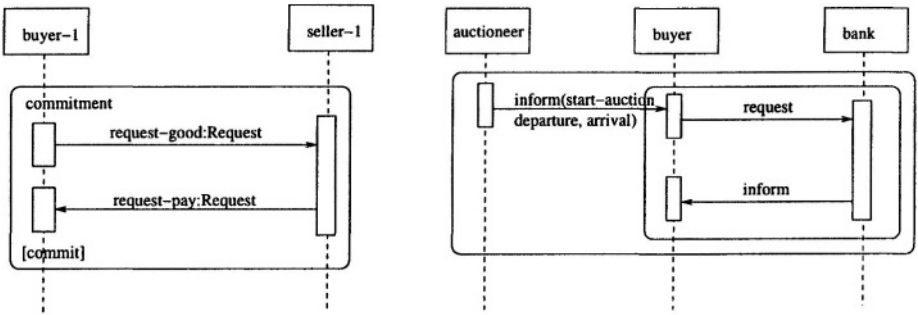 buyer-1
seller-1
commitment
request-good:Request
request-pay:Request
[commit]
auctioneer
buyer
bank
inform(start-auction
departure, arrival)
request
inform